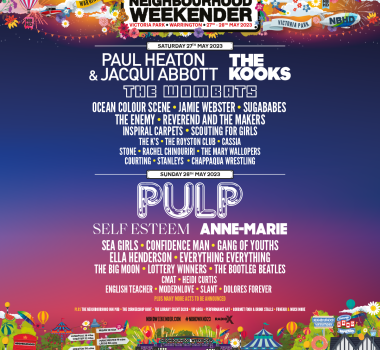 NEIGHBOURHOOD
WEEKENDER
VICTORIA PARK • WARRINGTON • 27TH - 28TH MAY 2023
VICTORIA PARK
NBHD
SATURDAY 27TH MAY 2023
PAUL HEATON
& JACQUI ABBOTT
THE
KOOKS
THE WOMBATS
OCEAN COLOUR SCENE • JAMIE WEBSTER • SUGABABES
THE ENEMY • REVEREND AND THE MAKERS
INSPIRAL CARPETS • SCOUTING FOR GIRLS
THE K'S • THE ROYSTON CLUB • CASSIA
STONE • RACHEL CHINOURIRI • THE MARY WALLOPERS
COURTING • STANLEYS • CHAPPAQUA WRESTLING
SUNDAY 28TH MAY 2023
PULP
SELF ESTEEM
ANNE-MARIE
SEA GIRLS • CONFIDENCE MAN • GANG OF YOUTHS
ELLA HENDERSON • EVERYTHING EVERYTHING
THE BIG MOON • LOTTERY WINNERS • THE BOOTLEG BEATLES
CMAT • HEIDI CURTIS
ENGLISH TEACHER • MODERNLOVE • SLANT • DOLORES FOREVER
PLUS MANY MORE ACTS TO BE ANNOUNCED